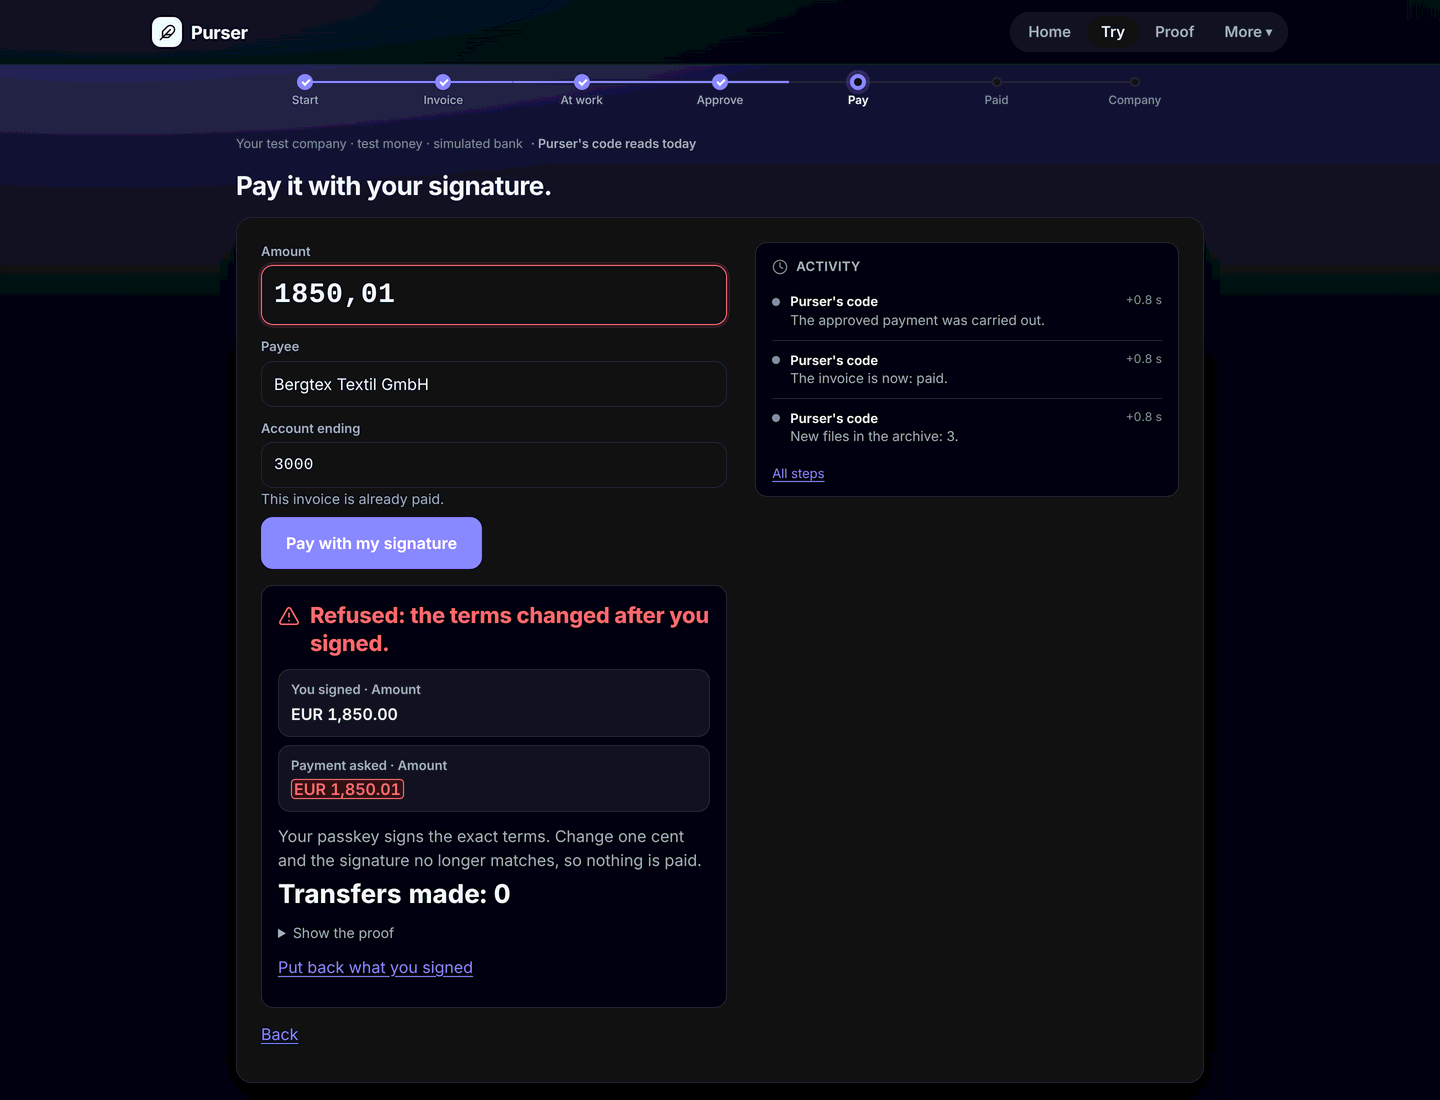 Purser
Home
Try
Proof
More ▾
Start
Invoice
At work
Approve
Pay
Paid
Company
Your test company · test money · simulated bank · Purser's code reads today
Pay it with your signature.
Amount
1850,01
Payee
Bergtex Textil GmbH
Account ending
3000
This invoice is already paid.
Pay with my signature
Refused: the terms changed after you
signed.
You signed · Amount
EUR 1,850.00
Payment asked · Amount
EUR 1,850.01
Your passkey signs the exact terms. Change one cent
and the signature no longer matches, so nothing is paid.
Transfers made: 0
Show the proof
Put back what you signed
Back
ACTIVITY
Purser's code +0.8 s
The approved payment was carried out.
Purser's code +0.8 s
The invoice is now: paid.
Purser's code +0.8 s
New files in the archive: 3.
All steps